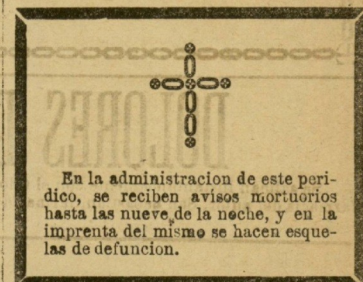 En la administracion de este peri-
dico, se reciben avisos mortuorios
hasta las nueve de la noche, y en la
imprenta del mismo se hacen esque-
las de defuncion.